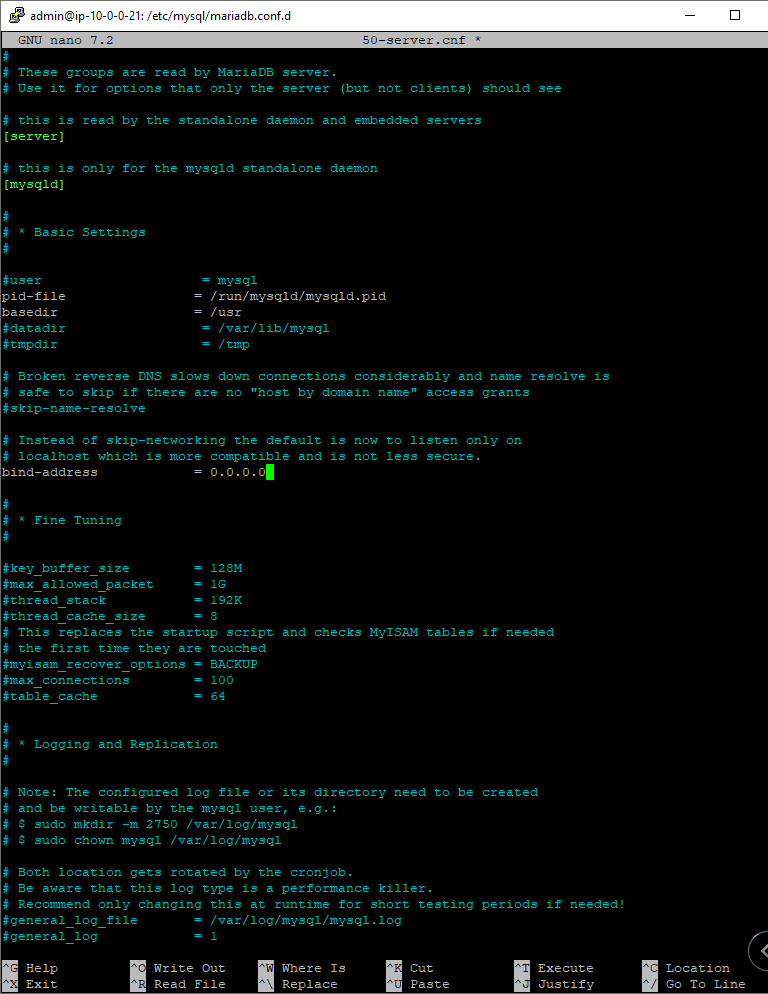 admin@ip-10-0-0-21: /etc/mysql/mariadb.conf.d
GNU nano 7.2 50-server.cnf *
#
# These groups are read by MariaDB server.
# Use it for options that only the server (but not clients) should see
# this is read by the standalone daemon and embedded servers
[server]
# this is only for the mysqld standalone daemon
[mysqld]
#
# * Basic Settings
#
#user = mysql
pid-file = /run/mysqld/mysqld.pid
basedir = /usr
#datadir = /var/lib/mysql
#tmpdir = /tmp
# Broken reverse DNS slows down connections considerably and name resolve is
# safe to skip if there are no "host by domain name" access grants
#skip-name-resolve
# Instead of skip-networking the default is now to listen only on
# localhost which is more compatible and is not less secure.
bind-address = 0.0.0.0
#
# * Fine Tuning
#
#key_buffer_size = 128M
#max_allowed_packet = 1G
#thread_stack = 192K
#thread_cache_size = 8
# This replaces the startup script and checks MyISAM tables if needed
# the first time they are touched
#myisam_recover_options = BACKUP
#max_connections = 100
#table_cache = 64
#
# * Logging and Replication
#
# Note: The configured log file or its directory need to be created
# and be writable by the mysql user, e.g.:
# $ sudo mkdir -m 2750 /var/log/mysql
# $ sudo chown mysql /var/log/mysql
# Both location gets rotated by the cronjob.
# Be aware that this log type is a performance killer.
# Recommend only changing this at runtime for short testing periods if needed!
#general_log_file = /var/log/mysql/mysql.log
#general_log = 1
^G Help ^O Write Out ^W Where Is ^K Cut ^T Execute ^C Location
^X Exit ^R Read File ^\ Replace ^U Paste ^J Justify ^/ Go To Line